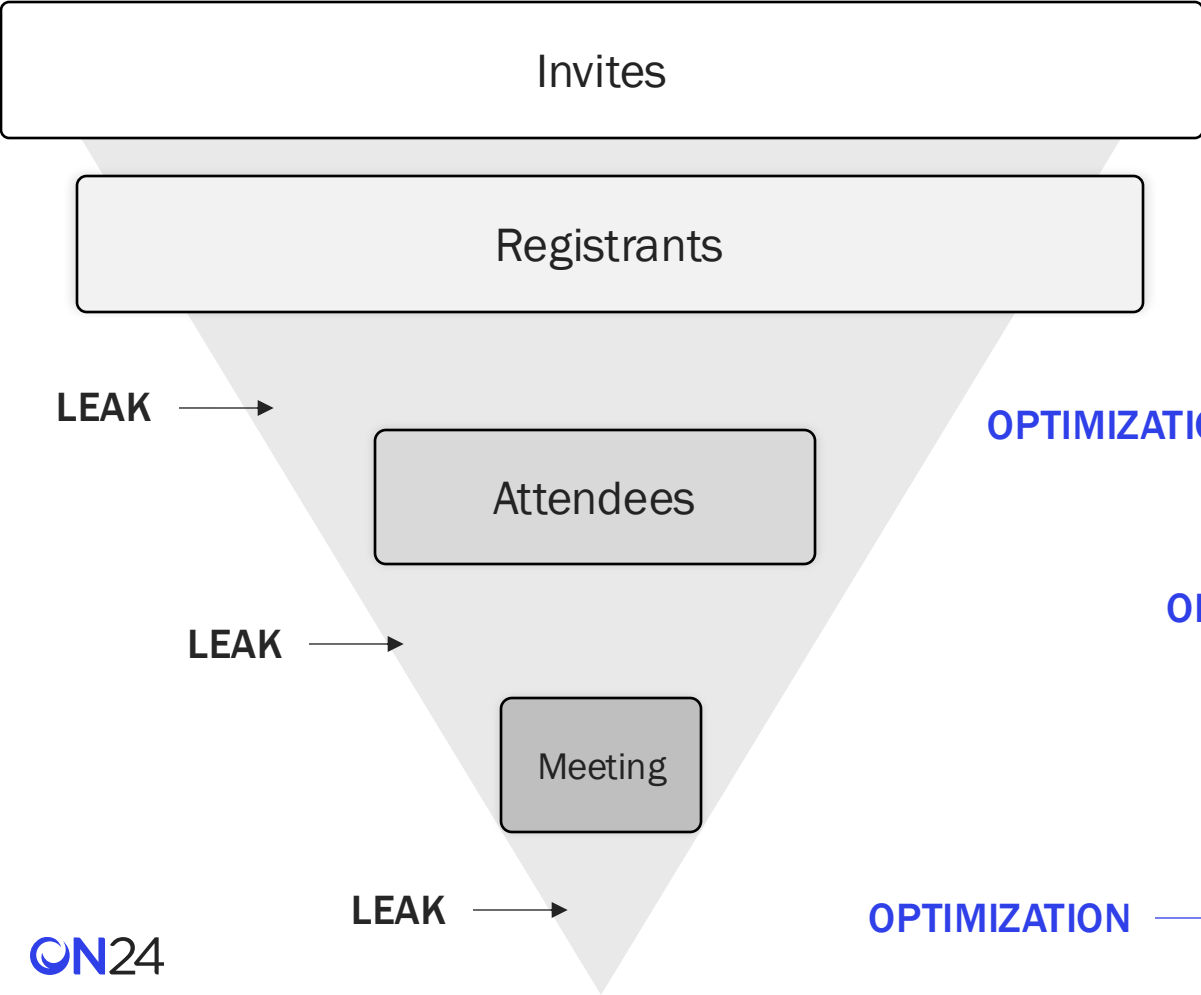 Invites
Registrants
LEAK
OPTIMIZATIO
Attendees
LEAK
Meeting
LEAK
OPTIMIZATION
ON24